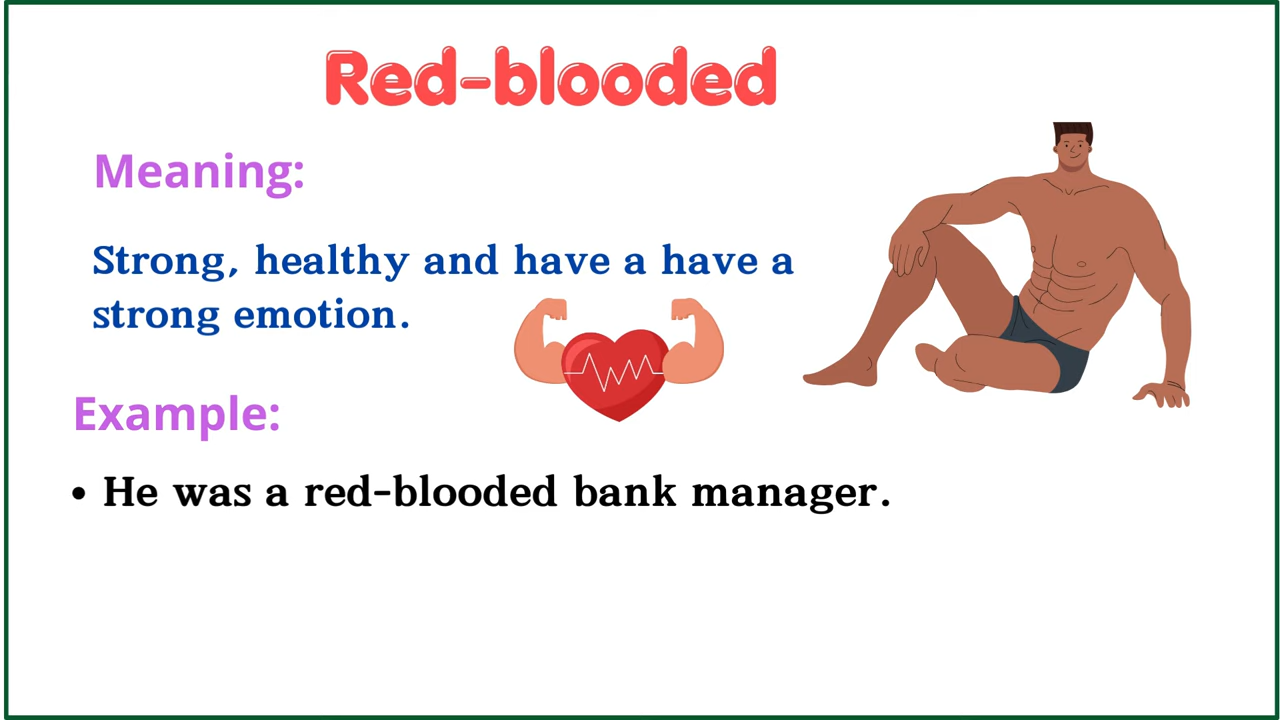 Red-blooded
Meaning:
Strong, healthy and have a have a
strong emotion.
Example:
• He was a red-blooded bank manager.